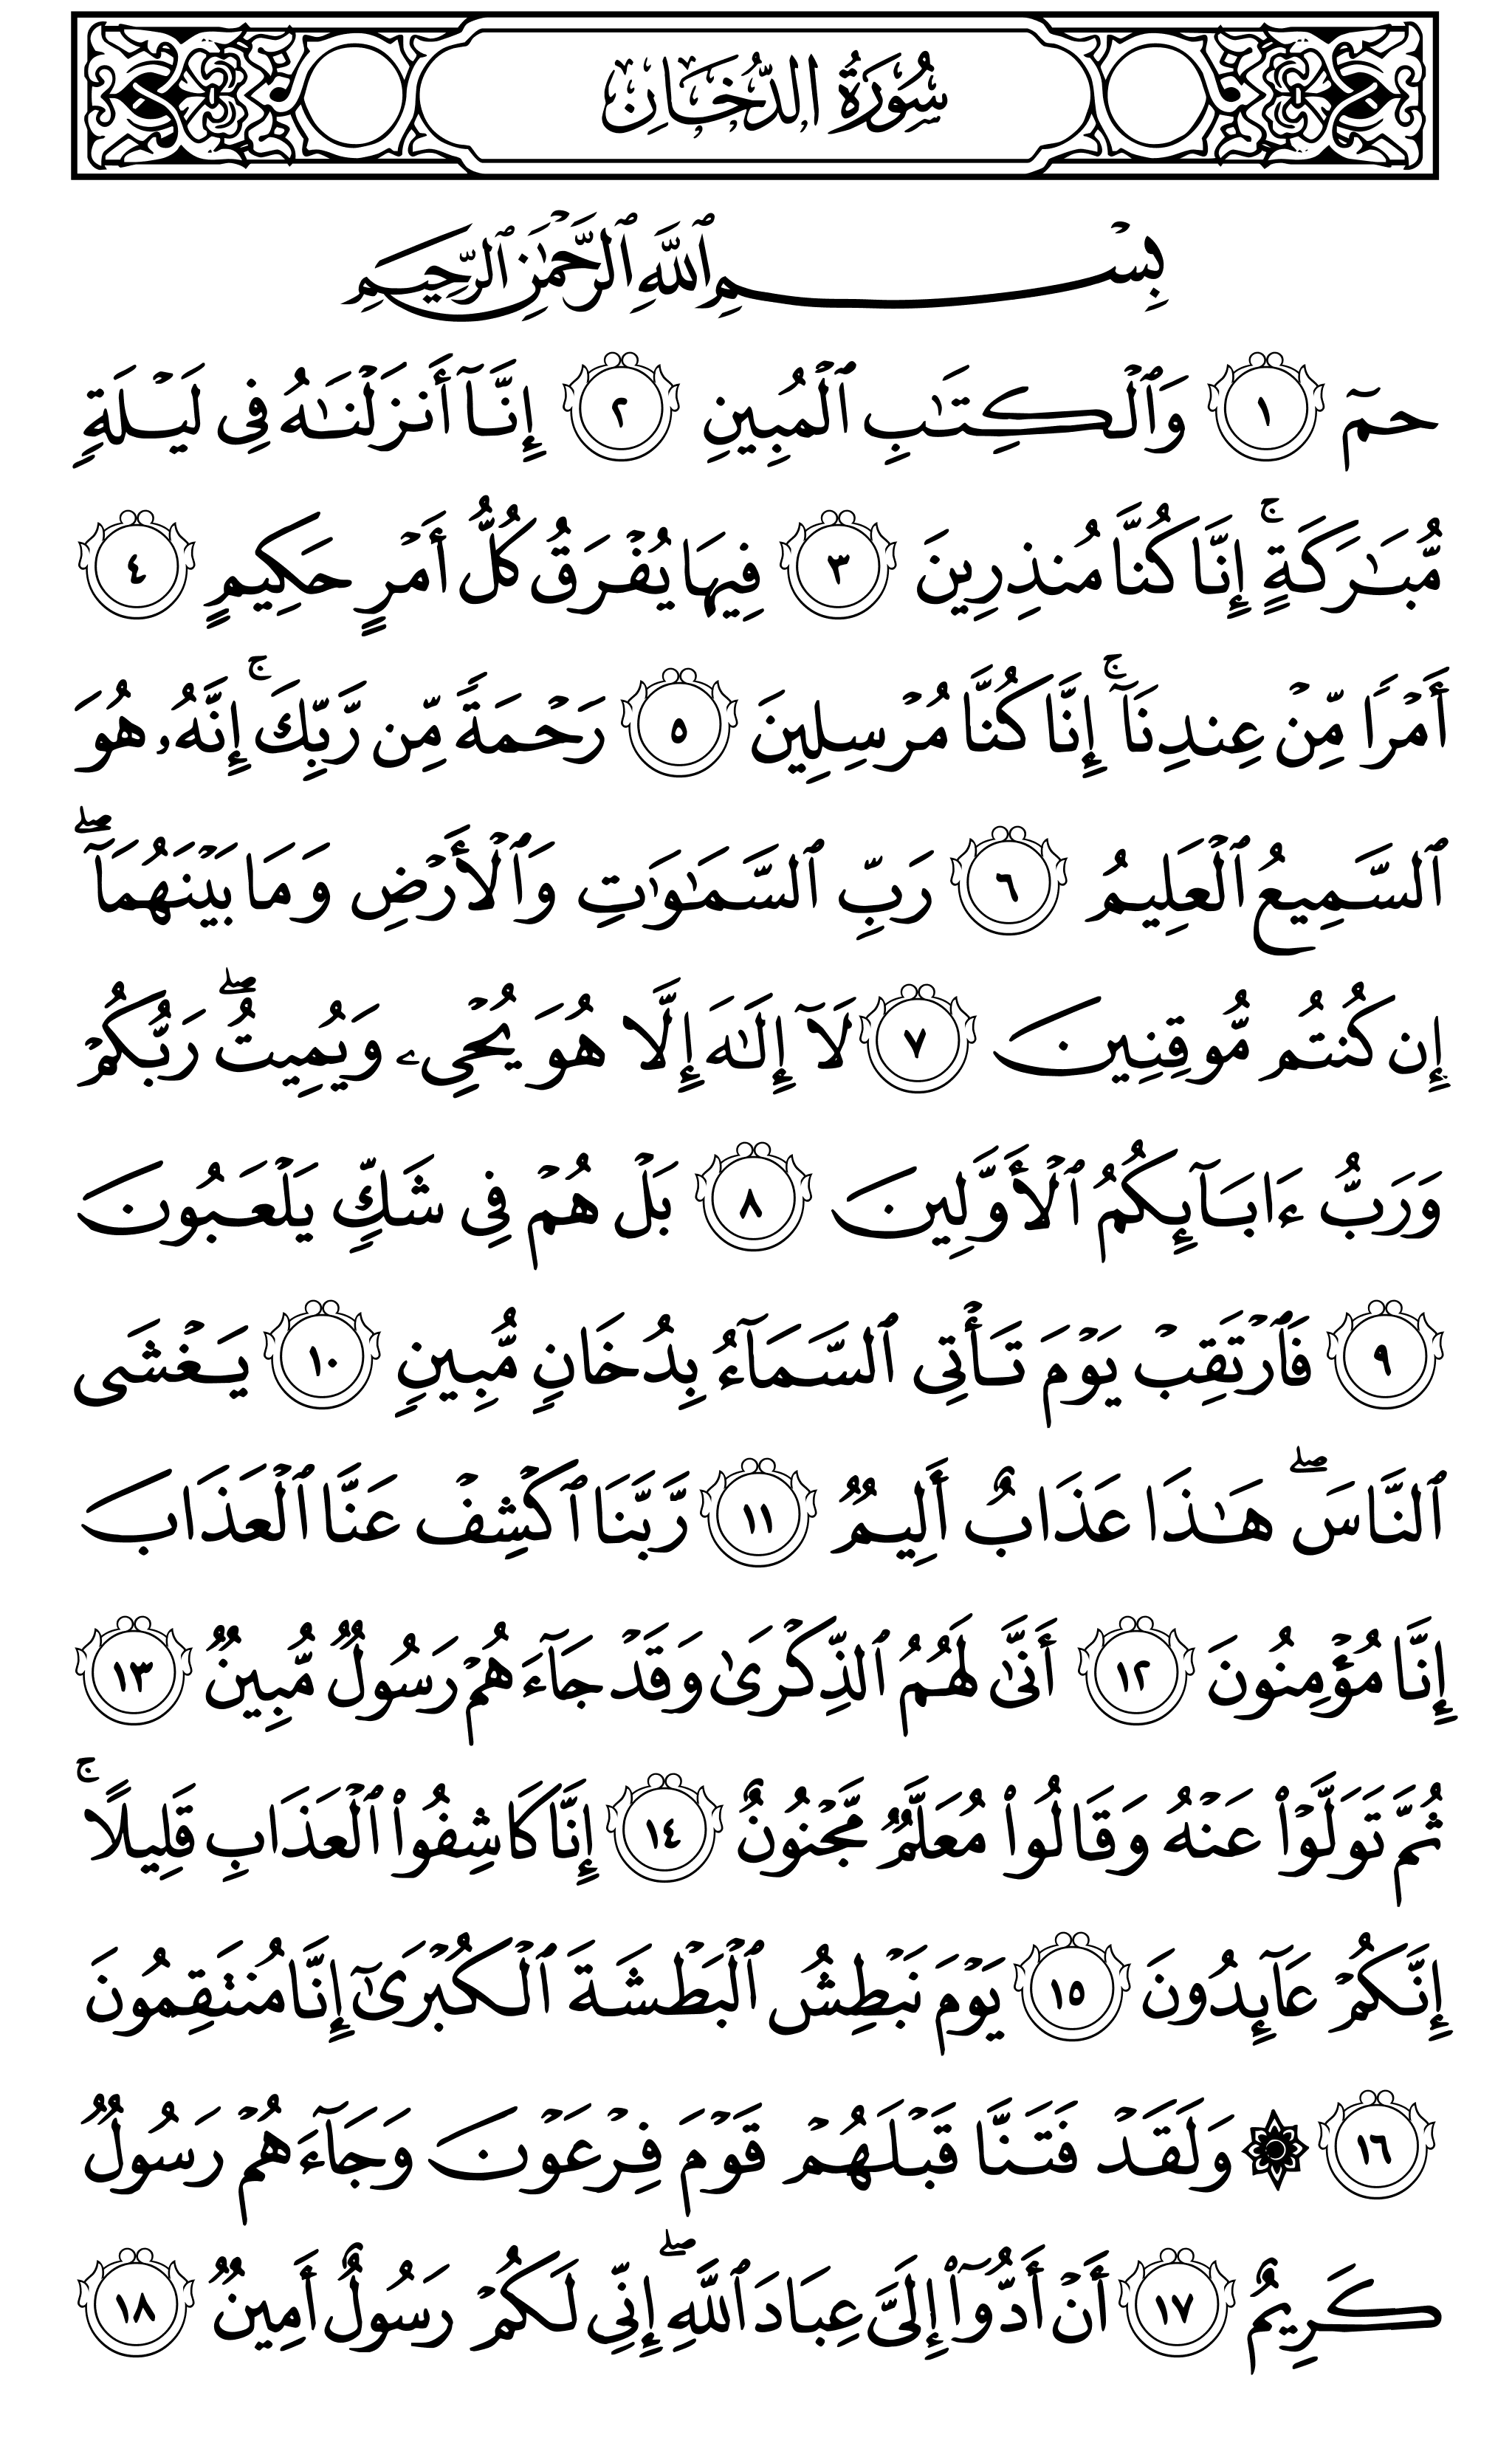 سُورَةُ الدُّخَانِ
بِسۡمِ ٱللَّهِ ٱلرَّحۡمَٰنِ ٱلرَّحِيمِ
حمٓ ١ وَٱلۡكِتَٰبِ ٱلۡمُبِينِ ٢ إِنَّآ أَنزَلۡنَٰهُ فِى لَيۡلَةٍ
مُّبَٰرَكَةٍۚ إِنَّا كُنَّا مُنذِرِينَ ٣ فِيهَا يُفۡرَقُ كُلُّ أَمۡرٍ حَكِيمٍ ٤
أَمۡرًا مِّنۡ عِندِنَآۚ إِنَّا كُنَّا مُرۡسِلِينَ ٥ رَحۡمَةً مِّن رَّبِّكَۚ إِنَّهُۥ هُوَ
ٱلسَّمِيعُ ٱلۡعَلِيمُ ٦ رَبِّ ٱلسَّمَٰوَٰتِ وَٱلۡأَرۡضِ وَمَا بَيۡنَهُمَآۖ
إِن كُنتُم مُّوقِنِينَ ٧ لَآ إِلَٰهَ إِلَّا هُوَ يُحۡىِۦ وَيُمِيتُۖ رَبُّكُمۡ
وَرَبُّ ءَابَآئِكُمُ ٱلۡأَوَّلِينَ ٨ بَلۡ هُمۡ فِى شَكٍّ يَلۡعَبُونَ
٩ فَٱرۡتَقِبۡ يَوۡمَ تَأۡتِى ٱلسَّمَآءُ بِدُخَانٍ مُّبِينٍ ١٠ يَغۡشَى
ٱلنَّاسَۖ هَٰذَا عَذَابٌ أَلِيمٌ ١١ رَّبَّنَا ٱكۡشِفۡ عَنَّا ٱلۡعَذَابَ
إِنَّا مُؤۡمِنُونَ ١٢ أَنَّىٰ لَهُمُ ٱلذِّكۡرَىٰ وَقَدۡ جَآءَهُمۡ رَسُولٌ مُّبِينٌ ١٣
ثُمَّ تَوَلَّوۡا۟ عَنۡهُ وَقَالُوا۟ مُعَلَّمٌ مَّجۡنُونٌ ١٤ إِنَّا كَاشِفُوا۟ ٱلۡعَذَابِ قَلِيلًاۚ
إِنَّكُمۡ عَآئِدُونَ ١٥ يَوۡمَ نَبۡطِشُ ٱلۡبَطۡشَةَ ٱلۡكُبۡرَىٰٓ إِنَّا مُنتَقِمُونَ
١٦ ۞ وَلَقَدۡ فَتَنَّا قَبۡلَهُمۡ قَوۡمَ فِرۡعَوۡنَ وَجَآءَهُمۡ رَسُولٌ
كَرِيمٌ ١٧ أَنۡ أَدُّوٓا۟ إِلَىَّ عِبَادَ ٱللَّهِۖ إِنِّى لَكُمۡ رَسُولٌ أَمِينٌ ١٨